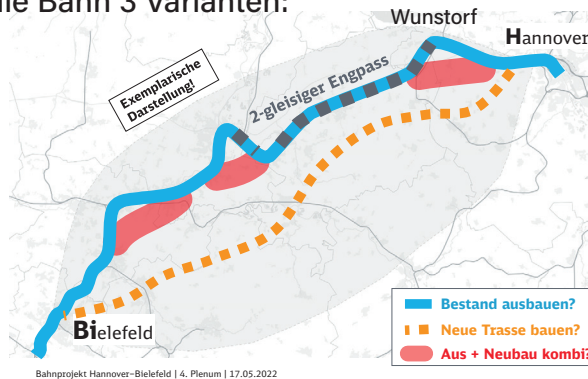 die Bahn 3 Varianten:
Wunstorf
Hannover
Exemplarische
Darstellung!
2-gleisiger Engpass
Bielefeld
Bestand ausbauen?
Neue Trasse bauen?
Aus + Neubau kombi?
Bahnprojekt Hannover–Bielefeld | 4. Plenum | 17.05.2022